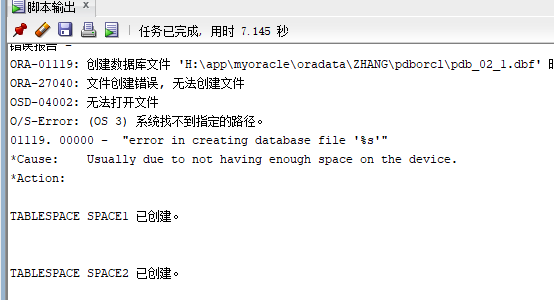 脚本输出 x
任务已完成, 用时 7.145 秒
错误报告 -
ORA-01119: 创建数据库文件 'H:\app\myoracle\oradata\ZHANG\pdborcl\pdb_02_1.dbf'
ORA-27040: 文件创建错误, 无法创建文件
OSD-04002: 无法打开文件
O/S-Error: (OS 3) 系统找不到指定的路径。
01119. 00000 -  "error in creating database file '%s'"
*Cause:    Usually due to not having enough space on the device.
*Action:
TABLESPACE SPACE1 已创建。
TABLESPACE SPACE2 已创建。